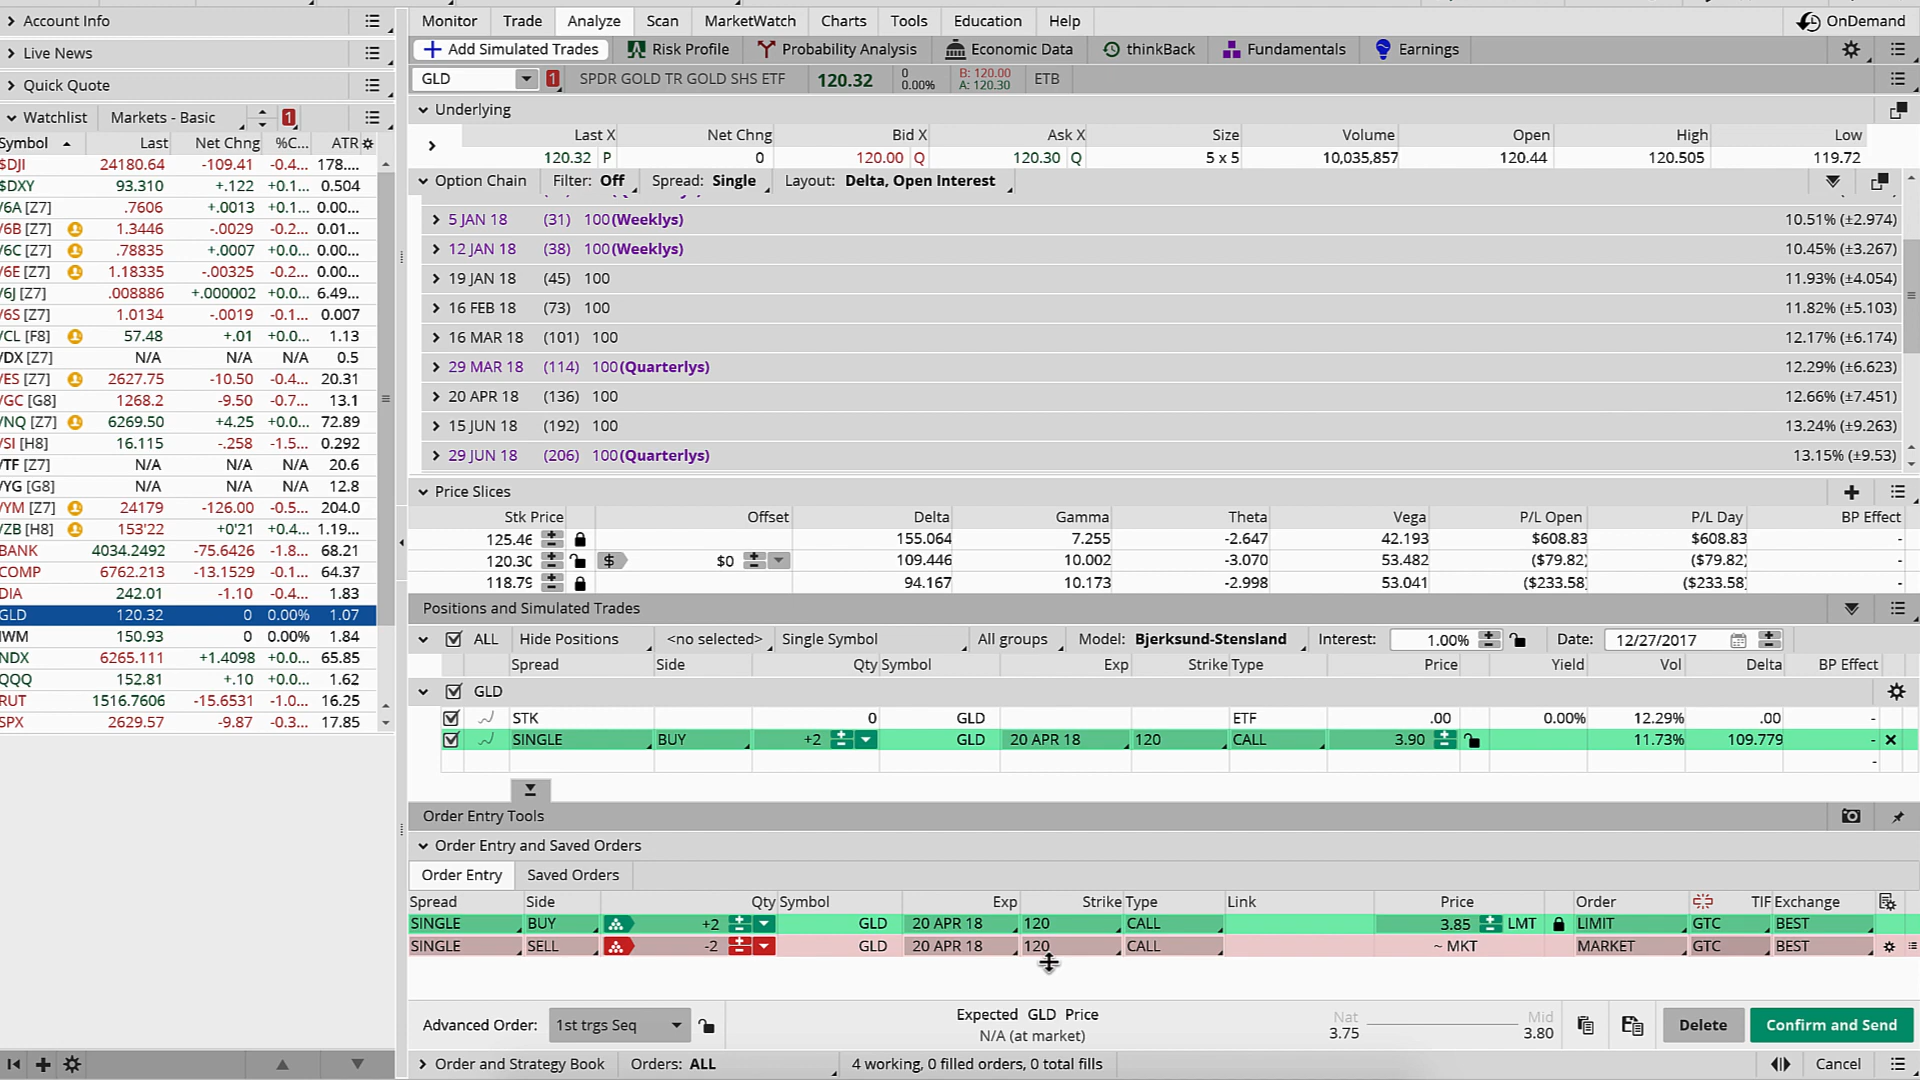 Account Info
Live News
Quick Quote
Watchlist Markets - Basic 1
Symbol Last Net Chng %C... ATR
$DJI 24180.64 -109.41 -0.4... 178....
$DXY 93.310 +.122 +0.1... 0.504
/6A [Z7] .7606 +.0013 +0.1... 0.00...
/6B [Z7] 1.3446 -.0029 -0.2... 0.01...
/6C [Z7] .78835 +.0007 +0.1... 0.00...
/6E [Z7] 1.18335 -.00325 -0.2... 0.00...
/6J [Z7] .008886 +.000002 +0.0... 6.49...
/6S [Z7] 1.0134 -.0019 -0.1... 0.007
/CL [F8] 57.48 +.01 +0.0... 1.13
/DX [Z7] N/A N/A N/A 0.5
/ES [Z7] 2627.75 -10.50 -0.4... 20.31
/GC [G8] 1268.2 -9.50 -0.7... 13.1
/NQ [Z7] 6269.50 +4.25 +0.0... 72.89
/SI [H8] 16.115 -.258 -1.5... 0.292
/TF [Z7] N/A N/A N/A 20.6
/YG [G8] N/A N/A N/A 12.8
/YM [Z7] 24179 -126.00 -0.5... 204.0
/ZB [H8] 153'22 +0'21 +0.4... 1.19...
BANK 4034.2492 -75.6426 -1.8... 68.21
COMP 6762.213 -13.1529 -0.1... 64.37
DIA 242.01 -1.10 -0.4... 1.83
GLD 120.32 0 0.00% 1.07
IWM 150.93 0 0.00% 1.84
NDX 6265.111 +1.4098 +0.0... 65.85
QQQ 152.81 +.10 +0.0... 1.62
RUT 1516.7606 -15.6531 -1.0... 16.25
SPX 2629.57 -9.87 -0.3... 17.85
Monitor Trade Analyze Scan MarketWatch Charts Tools Education Help OnDemand
Add Simulated Trades Risk Profile Probability Analysis Economic Data thinkBack Fundamentals Earnings
GLD 1 SPDR GOLD TR GOLD SHS ETF 120.32 0 0.00% B: 120.00 A: 120.30 ETB
Underlying
Last X Net Chng Bid X Ask X Size Volume Open High Low
120.32 P 0 120.00 Q 120.30 Q 5 x 5 10,035,857 120.44 120.505 119.72
Option Chain Filter: Off Spread: Single Layout: Delta, Open Interest
5 JAN 18 (31) 100 (Weeklys) 10.51% (±2.974)
12 JAN 18 (38) 100 (Weeklys) 10.45% (±3.267)
19 JAN 18 (45) 100 11.93% (±4.054)
16 FEB 18 (73) 100 11.82% (±5.103)
16 MAR 18 (101) 100 12.17% (±6.174)
29 MAR 18 (114) 100 (Quarterlys) 12.29% (±6.623)
20 APR 18 (136) 100 12.66% (±7.451)
15 JUN 18 (192) 100 13.24% (±9.263)
29 JUN 18 (206) 100 (Quarterlys) 13.15% (±9.53)
Price Slices
Stk Price Offset Delta Gamma Theta Vega P/L Open P/L Day BP Effect
125.46 155.064 7.255 -2.647 42.193 $608.83 $608.83 -
120.30 $ $0 109.446 10.002 -3.070 53.482 ($79.82) ($79.82) -
118.79 94.167 10.173 -2.998 53.041 ($233.58) ($233.58) -
Positions and Simulated Trades
ALL Hide Positions <no selected> Single Symbol All groups Model: Bjerksund-Stensland Interest: 1.00% Date: 12/27/2017
Spread Side Qty Symbol Exp Strike Type Price Yield Vol Delta BP Effect
GLD
STK 0 GLD ETF .00 0.00% 12.29% .00 -
SINGLE BUY +2 GLD 20 APR 18 120 CALL 3.90 11.73% 109.779 -
-
Order Entry Tools
Order Entry and Saved Orders
Order Entry Saved Orders
Spread Side Qty Symbol Exp Strike Type Link Price Order TIF Exchange
SINGLE BUY +2 GLD 20 APR 18 120 CALL 3.85 LMT LIMIT GTC BEST
SINGLE SELL -2 GLD 20 APR 18 120 CALL ~ MKT MARKET GTC BEST
Advanced Order: 1st trgs Seq Expected GLD Price Nat Mid Delete Confirm and Send
N/A (at market) 3.75 3.80
Order and Strategy Book Orders: ALL 4 working, 0 filled orders, 0 total fills Cancel